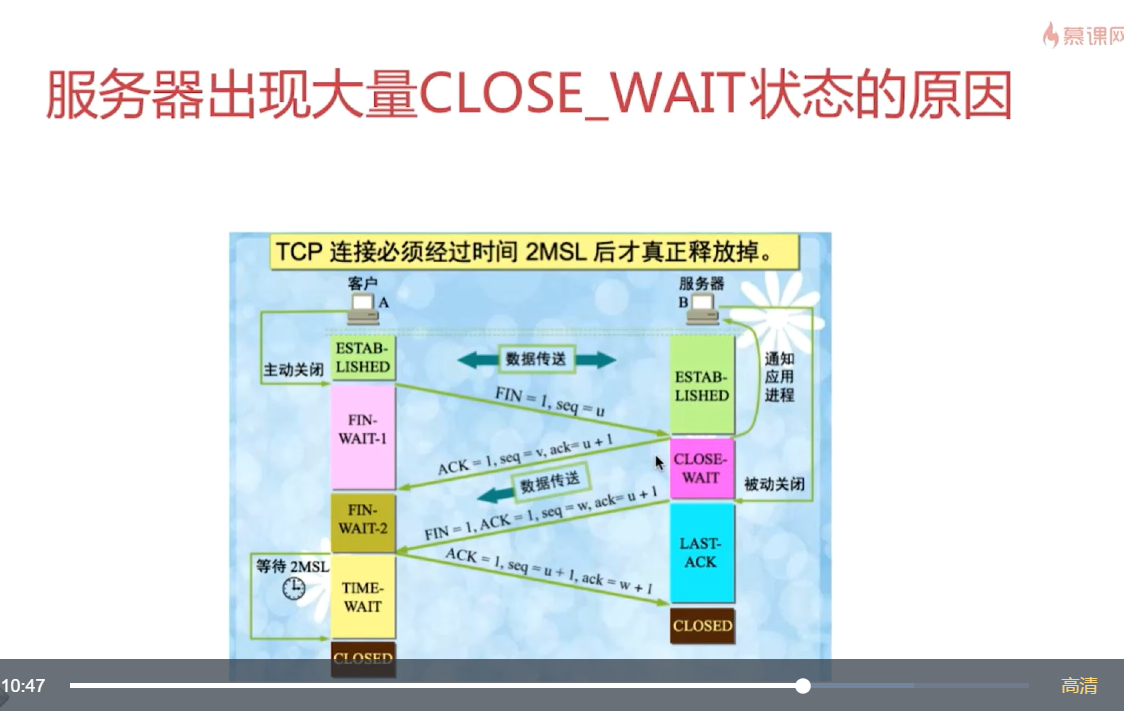 慕课网
服务器出现大量CLOSE_WAIT状态的原因
TCP 连接必须经过时间 2MSL 后才真正释放掉。
客户
A
服务器
B
ESTAB-
LISHED
主动关闭
数据传送
ESTAB-
LISHED
通知
应用
进程
FIN = 1, seq = u
FIN-
WAIT-1
ACK = 1, seq = v, ack= u + 1
CLOSE-
WAIT
被动关闭
数据传送
FIN-
WAIT-2
FIN = 1, ACK = 1, seq = w, ack= u + 1
LAST-
ACK
ACK = 1, seq = u + 1, ack = w + 1
等待 2MSL
TIME-
WAIT
CLOSED
CLOSED
10:47
高清